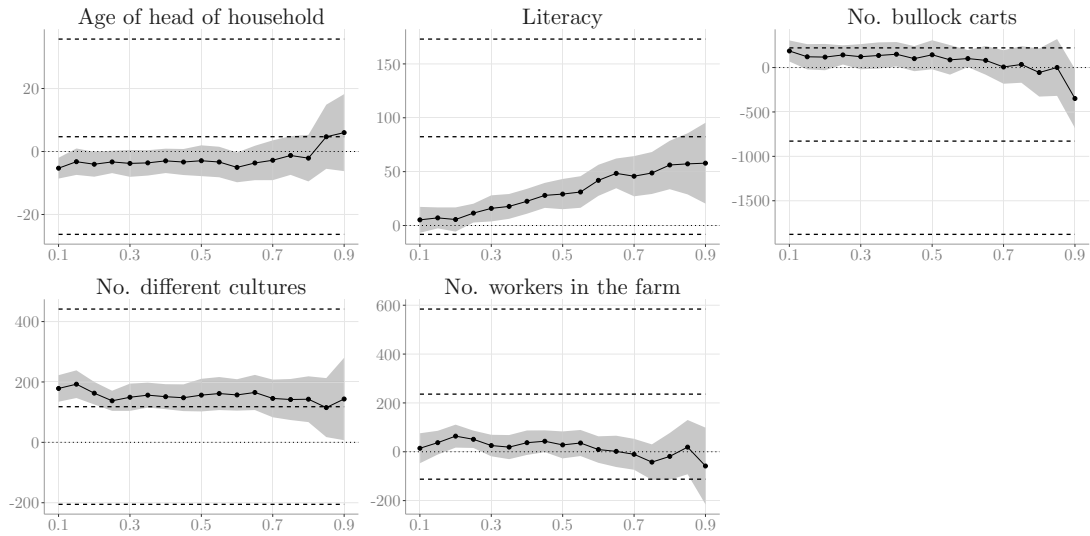 Age of head of household
20
0
-20
0.1 0.3 0.5 0.7 0.9
Literacy
150
100
50
0
0.1 0.3 0.5 0.7 0.9
No. bullock carts
0
-500
-1000
-1500
0.1 0.3 0.5 0.7 0.9
No. different cultures
400
200
0
-200
0.1 0.3 0.5 0.7 0.9
No. workers in the farm
600
400
200
0
-200
0.1 0.3 0.5 0.7 0.9